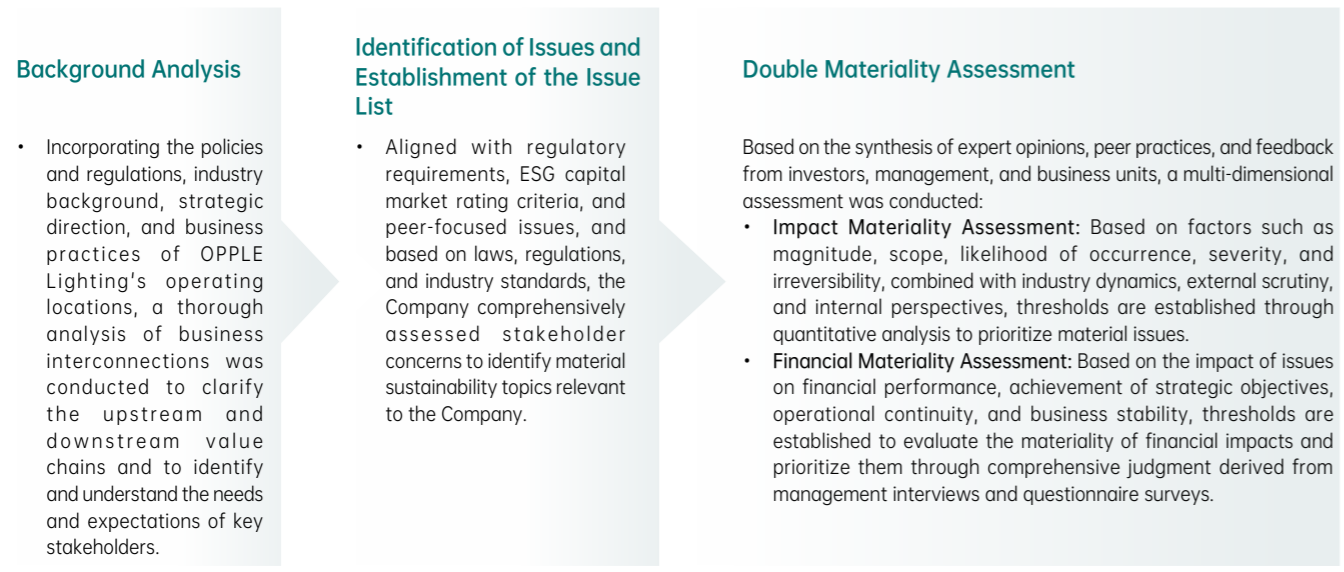 Background Analysis
• Incorporating the policies
and regulations, industry
background, strategic
direction, and business
practices of OPPLE
Lighting's operating
locations, a thorough
analysis of business
interconnections was
conducted to clarify
the upstream and
downstream value
chains and to identify
and understand the needs
and expectations of key
stakeholders.
Identification of Issues and
Establishment of the Issue
List
• Aligned with regulatory
requirements, ESG capital
market rating criteria, and
peer-focused issues, and
based on laws, regulations,
and industry standards, the
Company comprehensively
assessed stakeholder
concerns to identify material
sustainability topics relevant
to the Company.
Double Materiality Assessment
Based on the synthesis of expert opinions, peer practices, and feedback
from investors, management, and business units, a multi-dimensional
assessment was conducted:
• Impact Materiality Assessment: Based on factors such as
magnitude, scope, likelihood of occurrence, severity, and
irreversibility, combined with industry dynamics, external scrutiny,
and internal perspectives, thresholds are established through
quantitative analysis to prioritize material issues.
• Financial Materiality Assessment: Based on the impact of issues
on financial performance, achievement of strategic objectives,
operational continuity, and business stability, thresholds are
established to evaluate the materiality of financial impacts and
prioritize them through comprehensive judgment derived from
management interviews and questionnaire surveys.